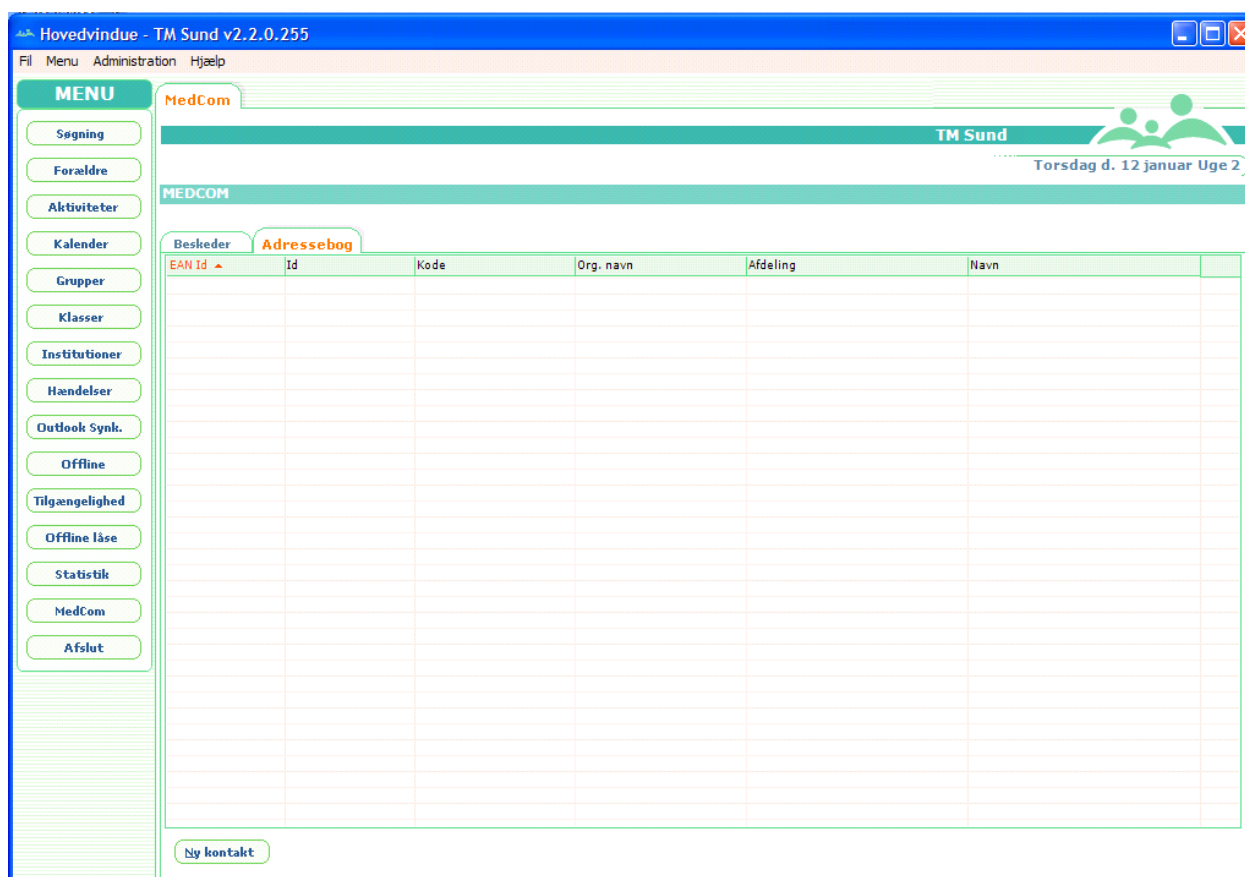 Hovedvindue - TM Sund v2.2.0.255
Fil Menu Administration Hjælp
MENU
Søgning
Forældre
Aktiviteter
Kalender
Grupper
Klasser
Institutioner
Hændelser
Outlook Synk.
Offline
Tilgængelighed
Offline låse
Statistik
MedCom
Afslut
MedCom
TM Sund
Torsdag d. 12 januar Uge 2
MEDCOM
Beskeder Adressebog
EAN Id Id Kode Org. navn Afdeling Navn
Ny kontakt